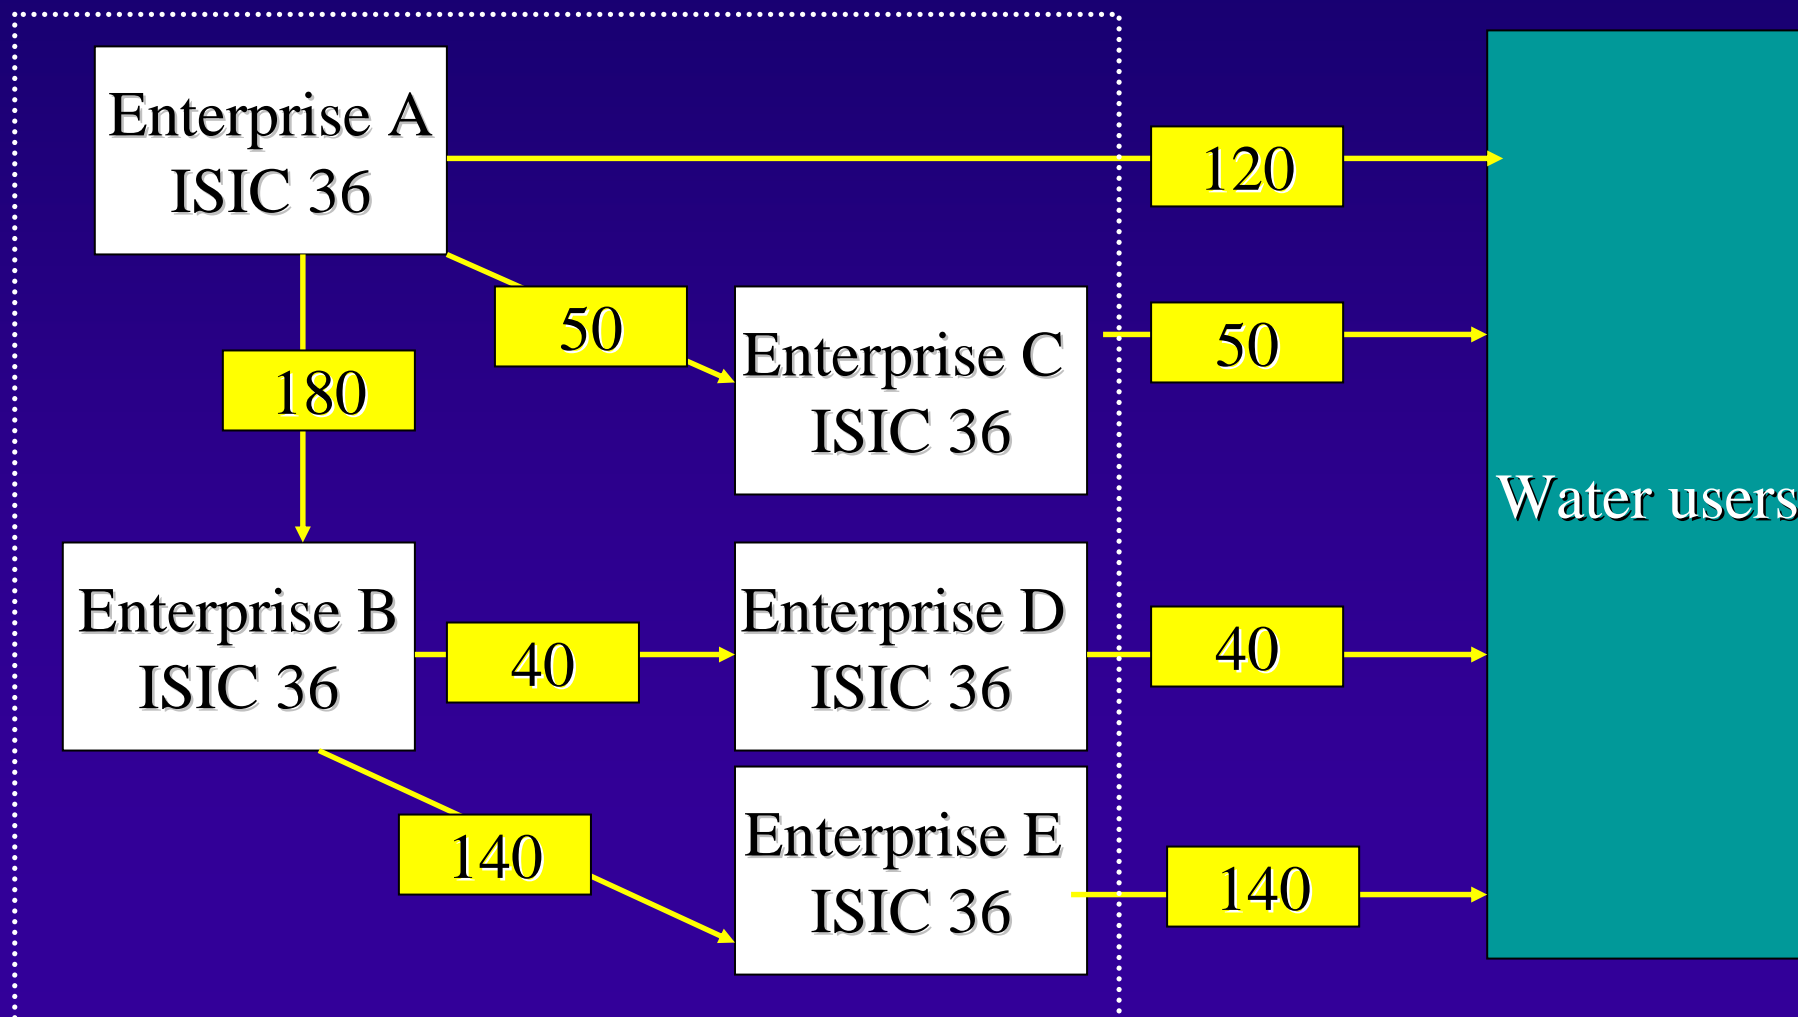 Enterprise A
ISIC 36
120
50
Enterprise C
ISIC 36
50
180
Water users
Enterprise B
ISIC 36
40
Enterprise D
ISIC 36
40
140
Enterprise E
ISIC 36
140